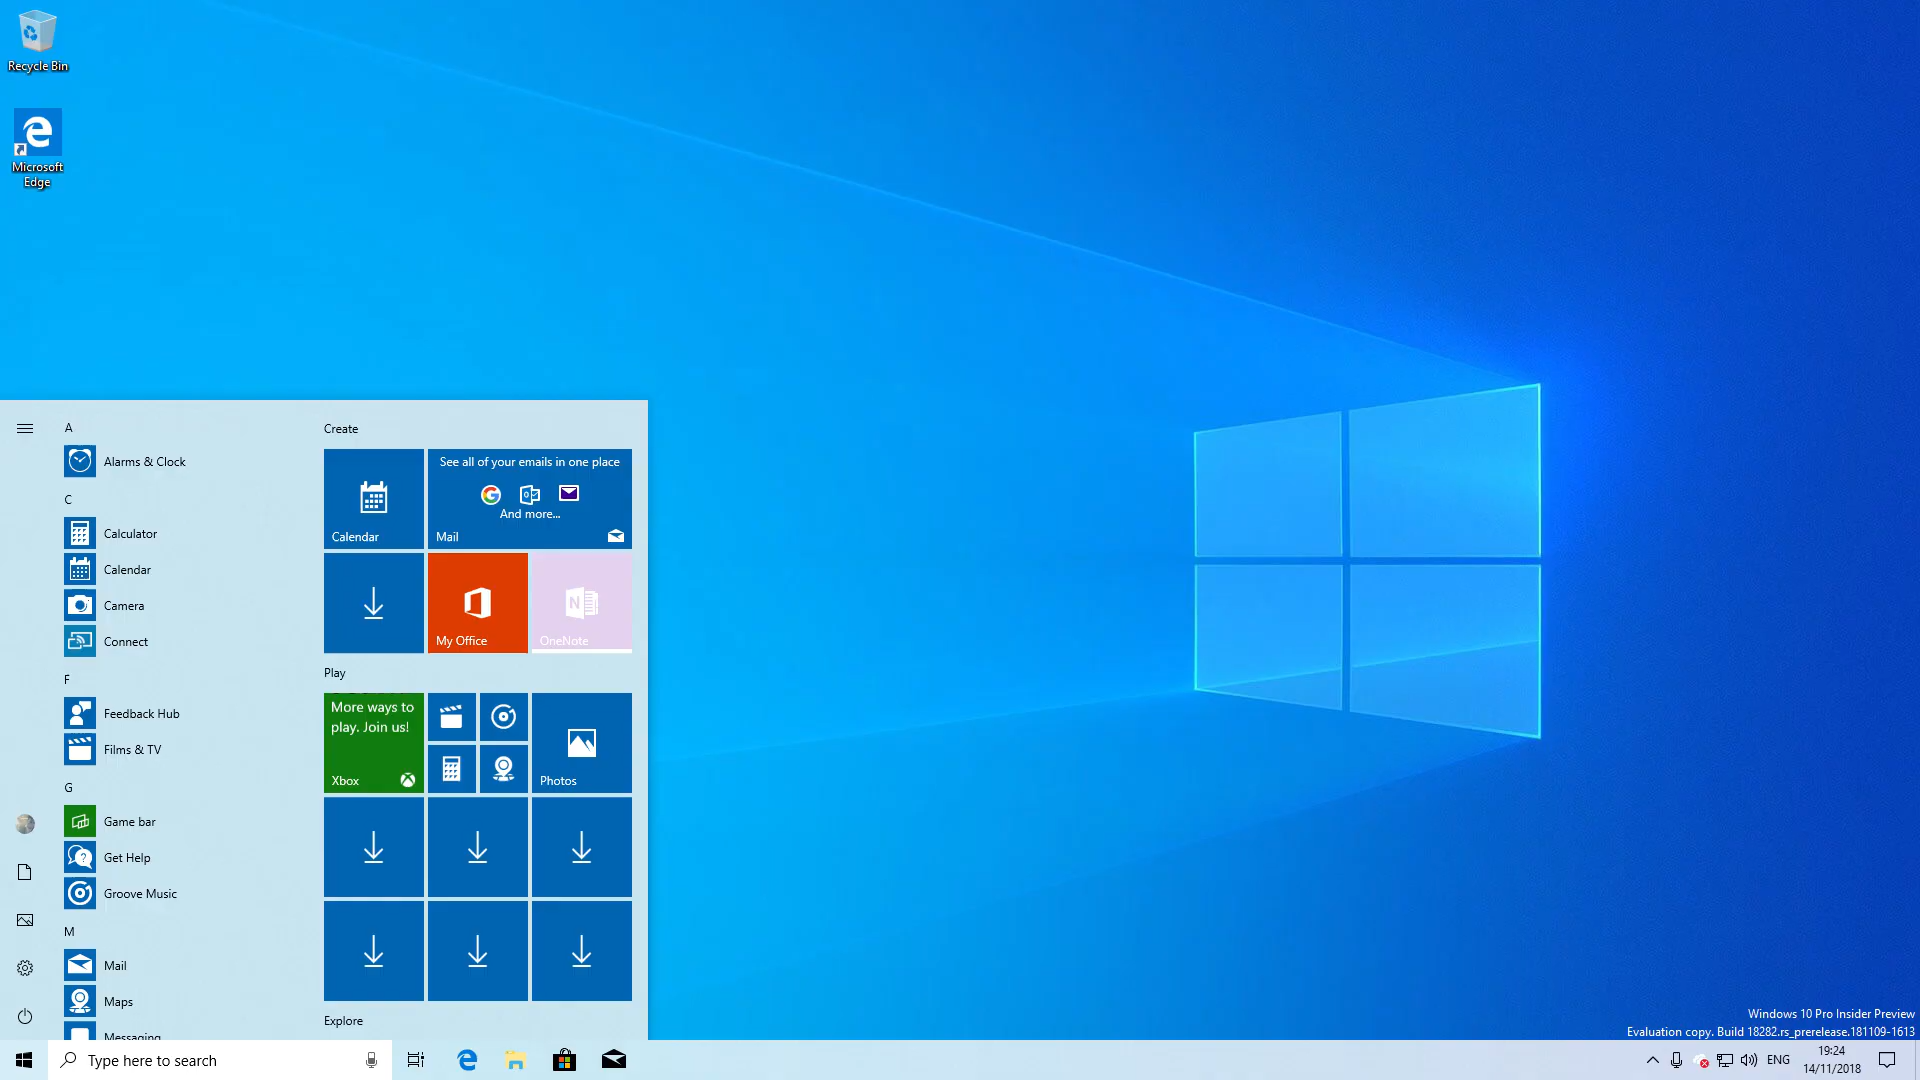 Recycle Bin
Microsoft
Edge
A
Alarms & Clock
C
Calculator
Calendar
Camera
Connect
F
Feedback Hub
Films & TV
G
Game bar
Get Help
Groove Music
M
Mail
Maps
Messaging
Create
Calendar
See all of your emails in one place
And more...
Mail
My Office
OneNote
Play
More ways to
play. Join us!
Xbox
Photos
Explore
Windows 10 Pro Insider Preview
Evaluation copy. Build 18282.rs_prerelease.181109-1613
Type here to search
ENG
19:24
14/11/2018